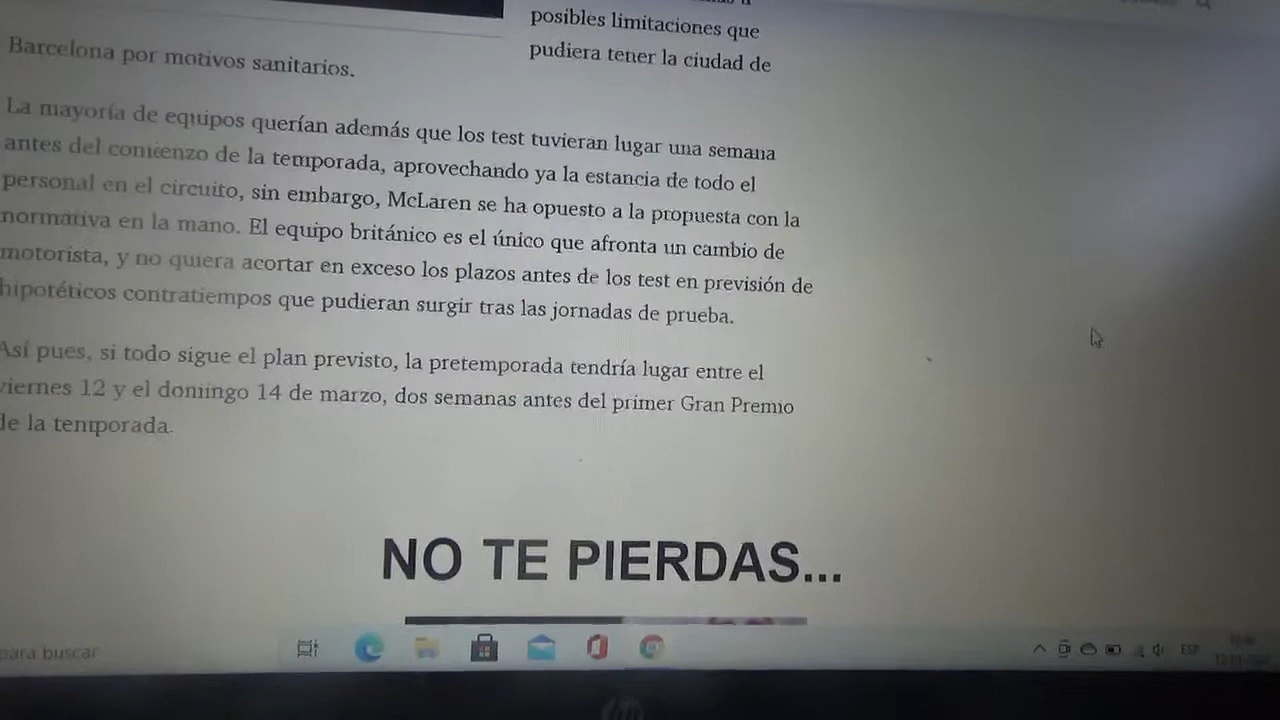 posibles limitaciones que
pudiera tener la ciudad de
Barcelona por motivos sanitarios.
La mayoría de equipos querían además que los test tuvieran lugar una semana
antes del comienzo de la temporada, aprovechando ya la estancia de todo el
personal en el circuito, sin embargo, McLaren se ha opuesto a la propuesta con la
normativa en la mano. El equipo británico es el único que afronta un cambio de
motorista, y no quiera acortar en exceso los plazos antes de los test en previsión de
hipotéticos contratiempos que pudieran surgir tras las jornadas de prueba.
Así pues, si todo sigue el plan previsto, la pretemporada tendría lugar entre el
viernes 12 y el domingo 14 de marzo, dos semanas antes del primer Gran Premio
de la temporada.
NO TE PIERDAS...
para buscar
ESP
hp